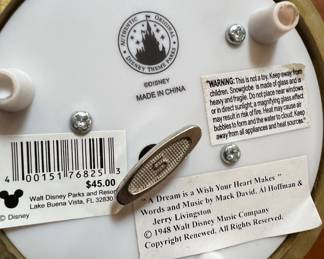 AUTHENTIC ORIGINAL
DISNEY THEME PARKS
©DISNEY
MADE IN CHINA
"WARNING: This is not a toy. Keep away from
children. Snowglobe is made of glass and is
heavy and fragile. Do not place near windows
or in direct sunlight; a magnifying glass effect
may result in risk of fire. Heat may cause air
bubbles to form and the water to cloud. Keep
away from all appliances and heat sources."
4 00151 76825 3
$45.00
Walt Disney Parks and Resor
Lake Buena Vista, FL 32830
© Disney
S
"A Dream is a Wish Your Heart Makes"
Words and Music by Mack David, Al Hoffman &
Jerry Livingston
© 1948 Walt Disney Music Company
Copyright Renewed. All Rights Reserved.